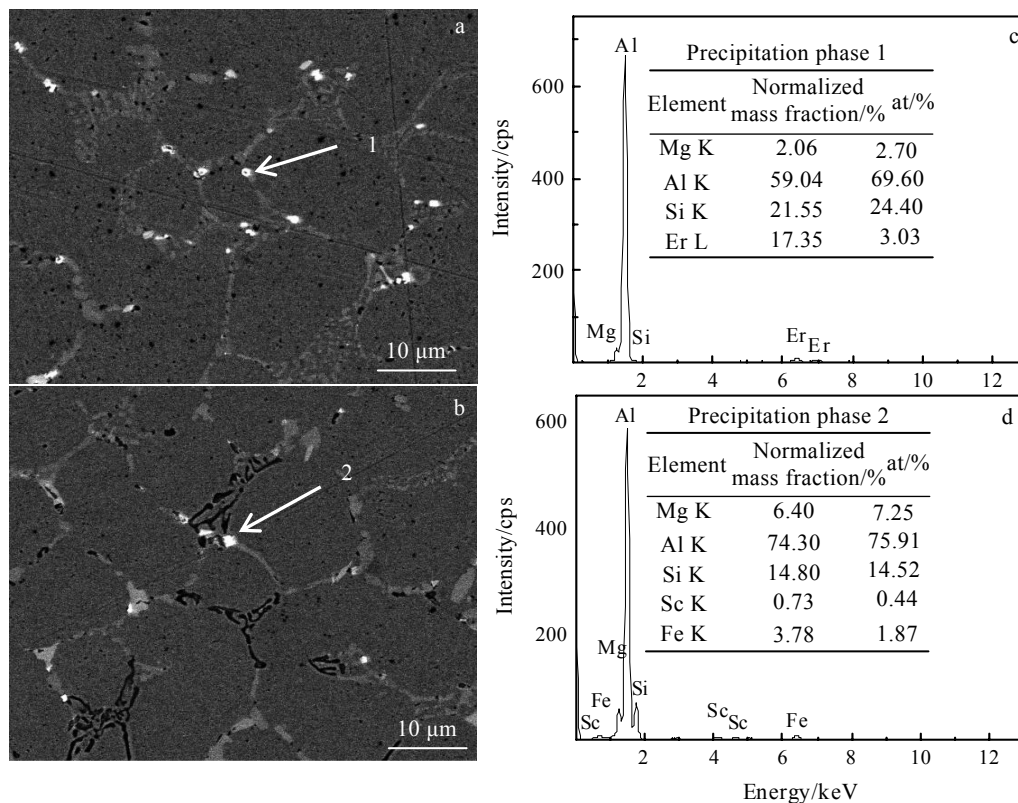 a
1
10 μm
b
2
10 μm
c
Al
Precipitation phase 1
Element Normalized mass fraction/% at/%
Mg K 2.06 2.70
Al K 59.04 69.60
Si K 21.55 24.40
Er L 17.35 3.03
600
400
200
Intensity/cps
Mg
Si
Er
Er
2 4 6 8 10 12
d
Al
Precipitation phase 2
Element Normalized mass fraction/% at/%
Mg K 6.40 7.25
Al K 74.30 75.91
Si K 14.80 14.52
Sc K 0.73 0.44
Fe K 3.78 1.87
600
400
200
Intensity/cps
Mg
Si
Fe
Sc
Sc
Sc
Fe
2 4 6 8 10 12
Energy/keV